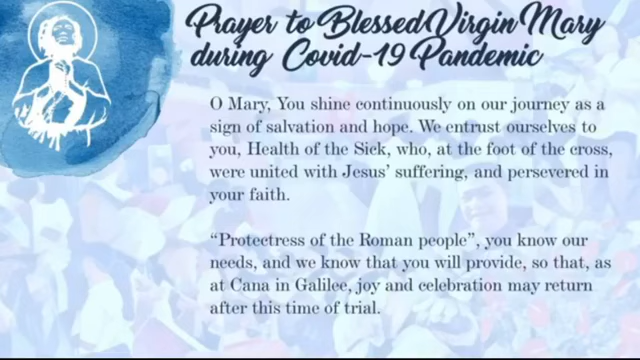 Prayer to Blessed Virgin Mary
during Covid-19 Pandemic
O Mary, You shine continuously on our journey as a
sign of salvation and hope. We entrust ourselves to
you, Health of the Sick, who, at the foot of the cross,
were united with Jesus’ suffering, and persevered in
your faith.
“Protectress of the Roman people”, you know our
needs, and we know that you will provide, so that, as
at Cana in Galilee, joy and celebration may return
after this time of trial.